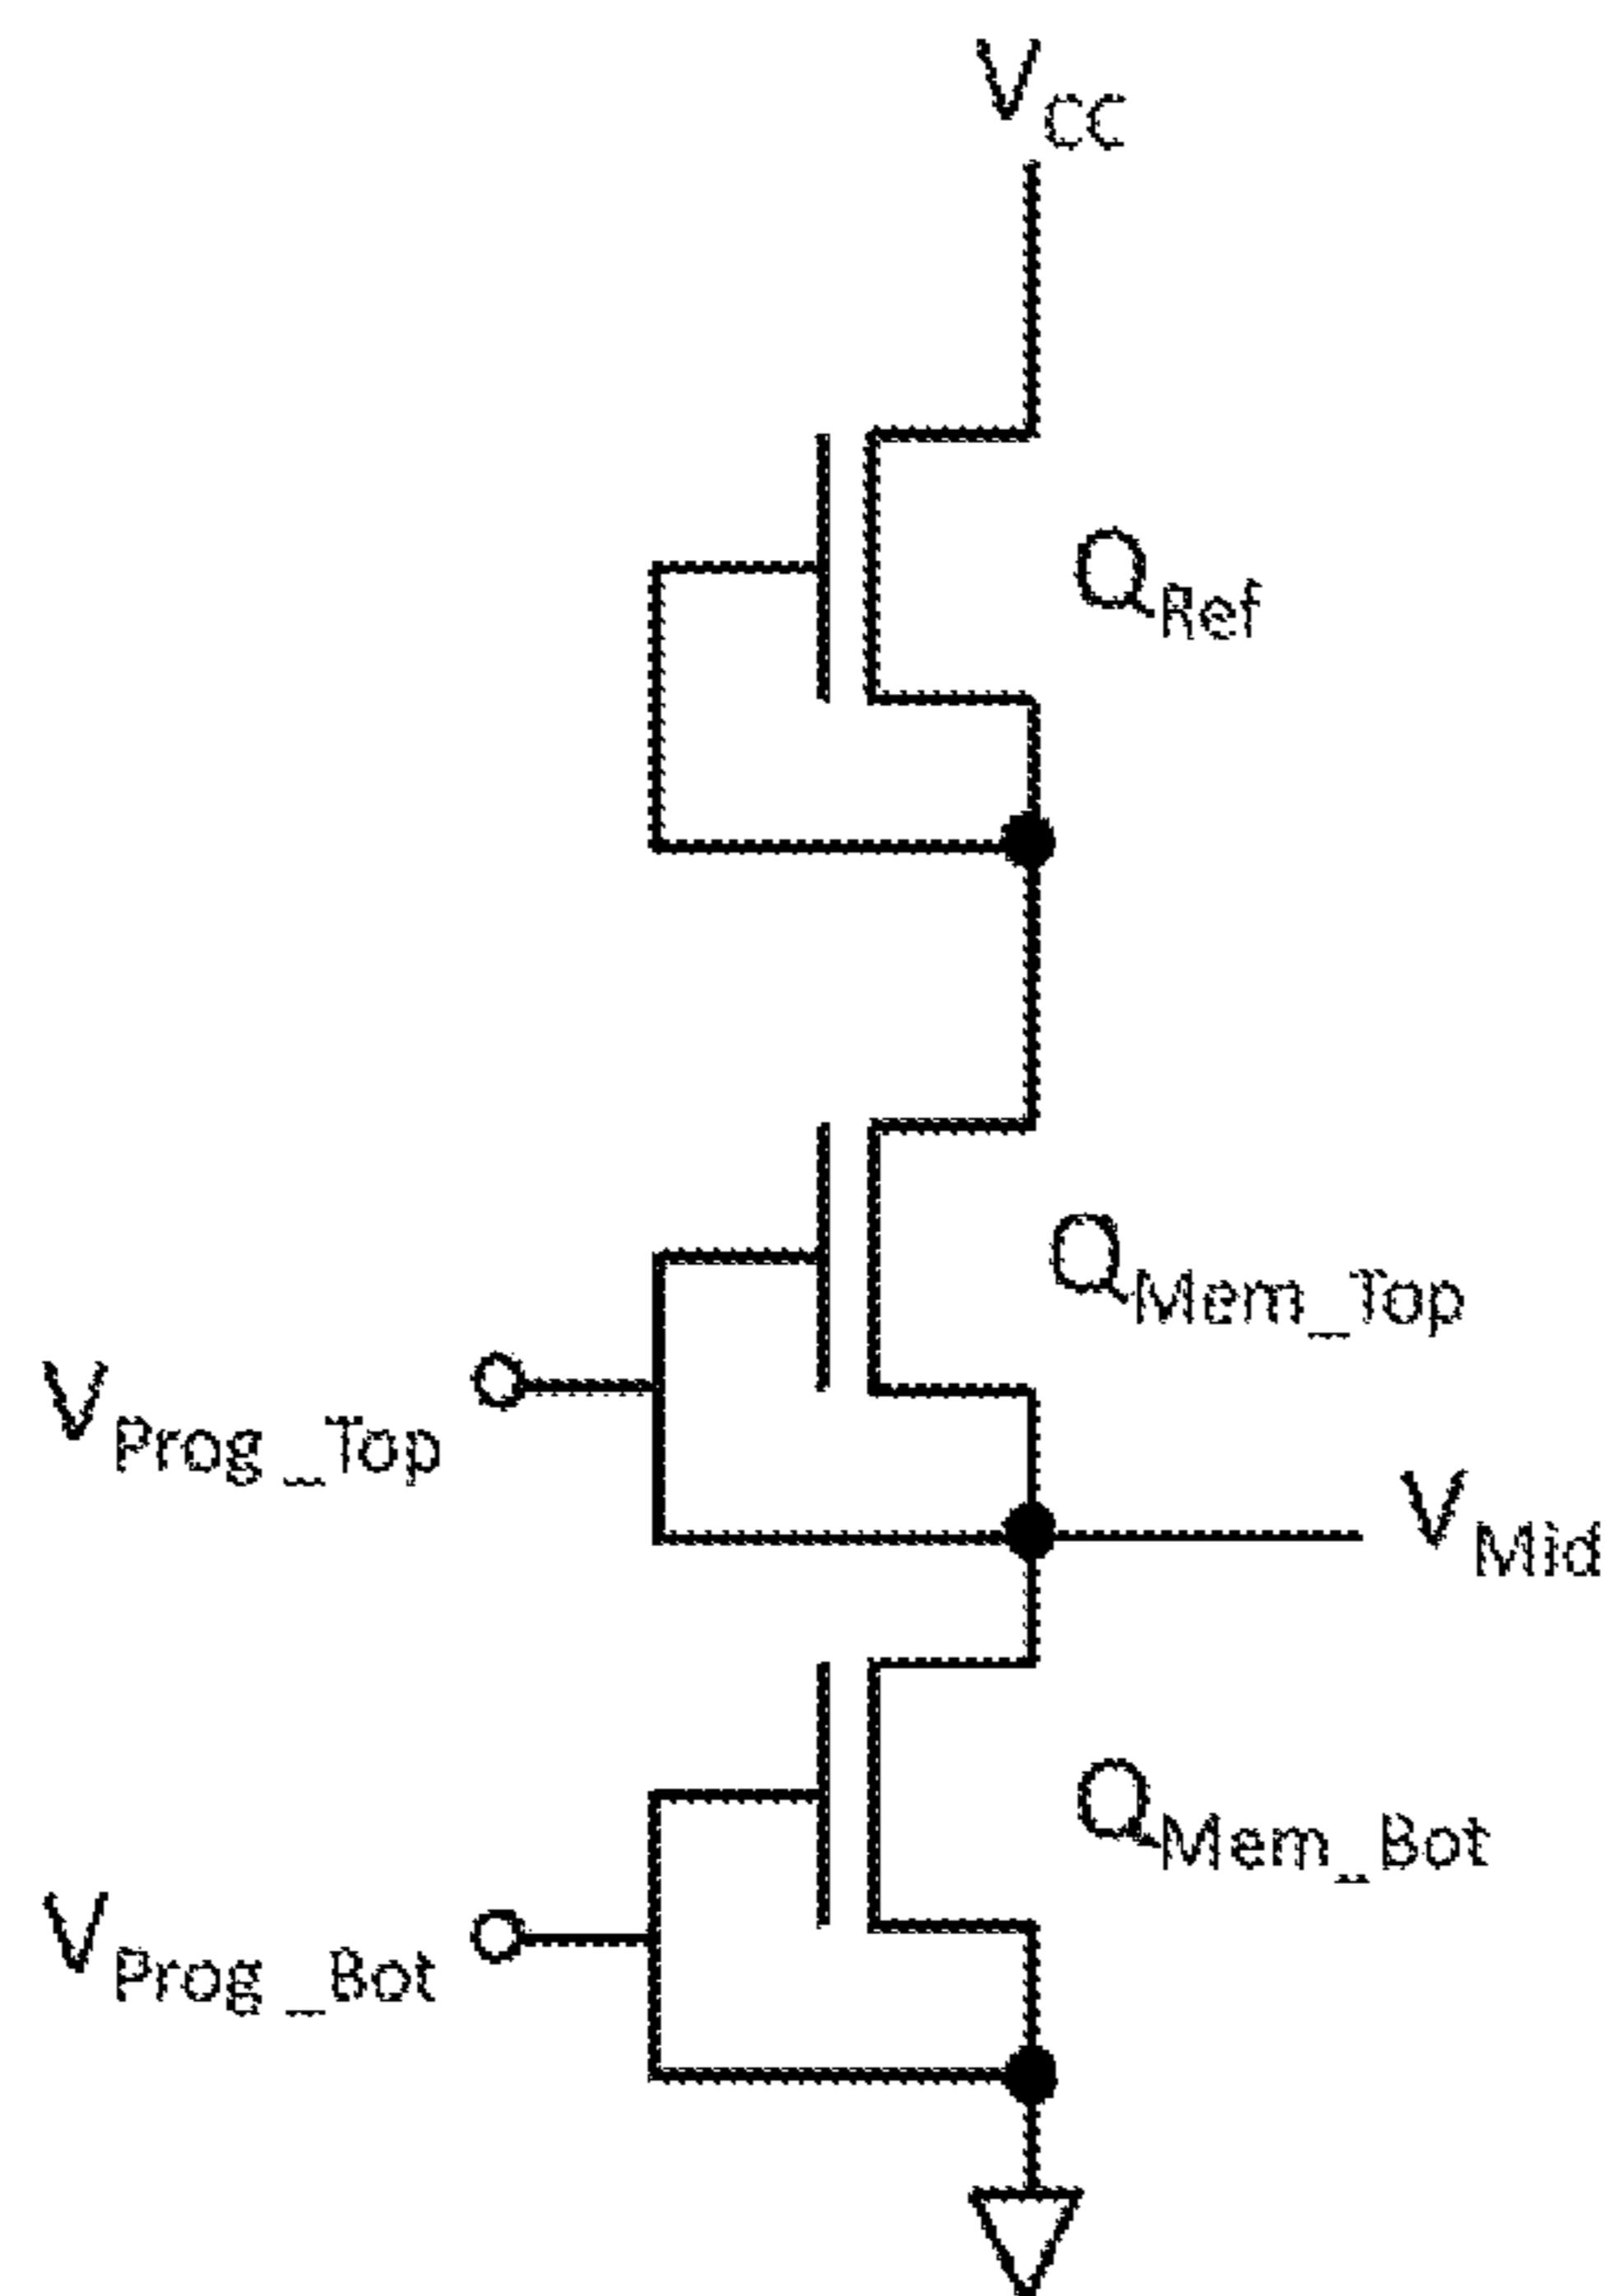 VCC
QRef
QMem_Top
VProg_Top
VMid
QMem_Bot
VProg_Bot